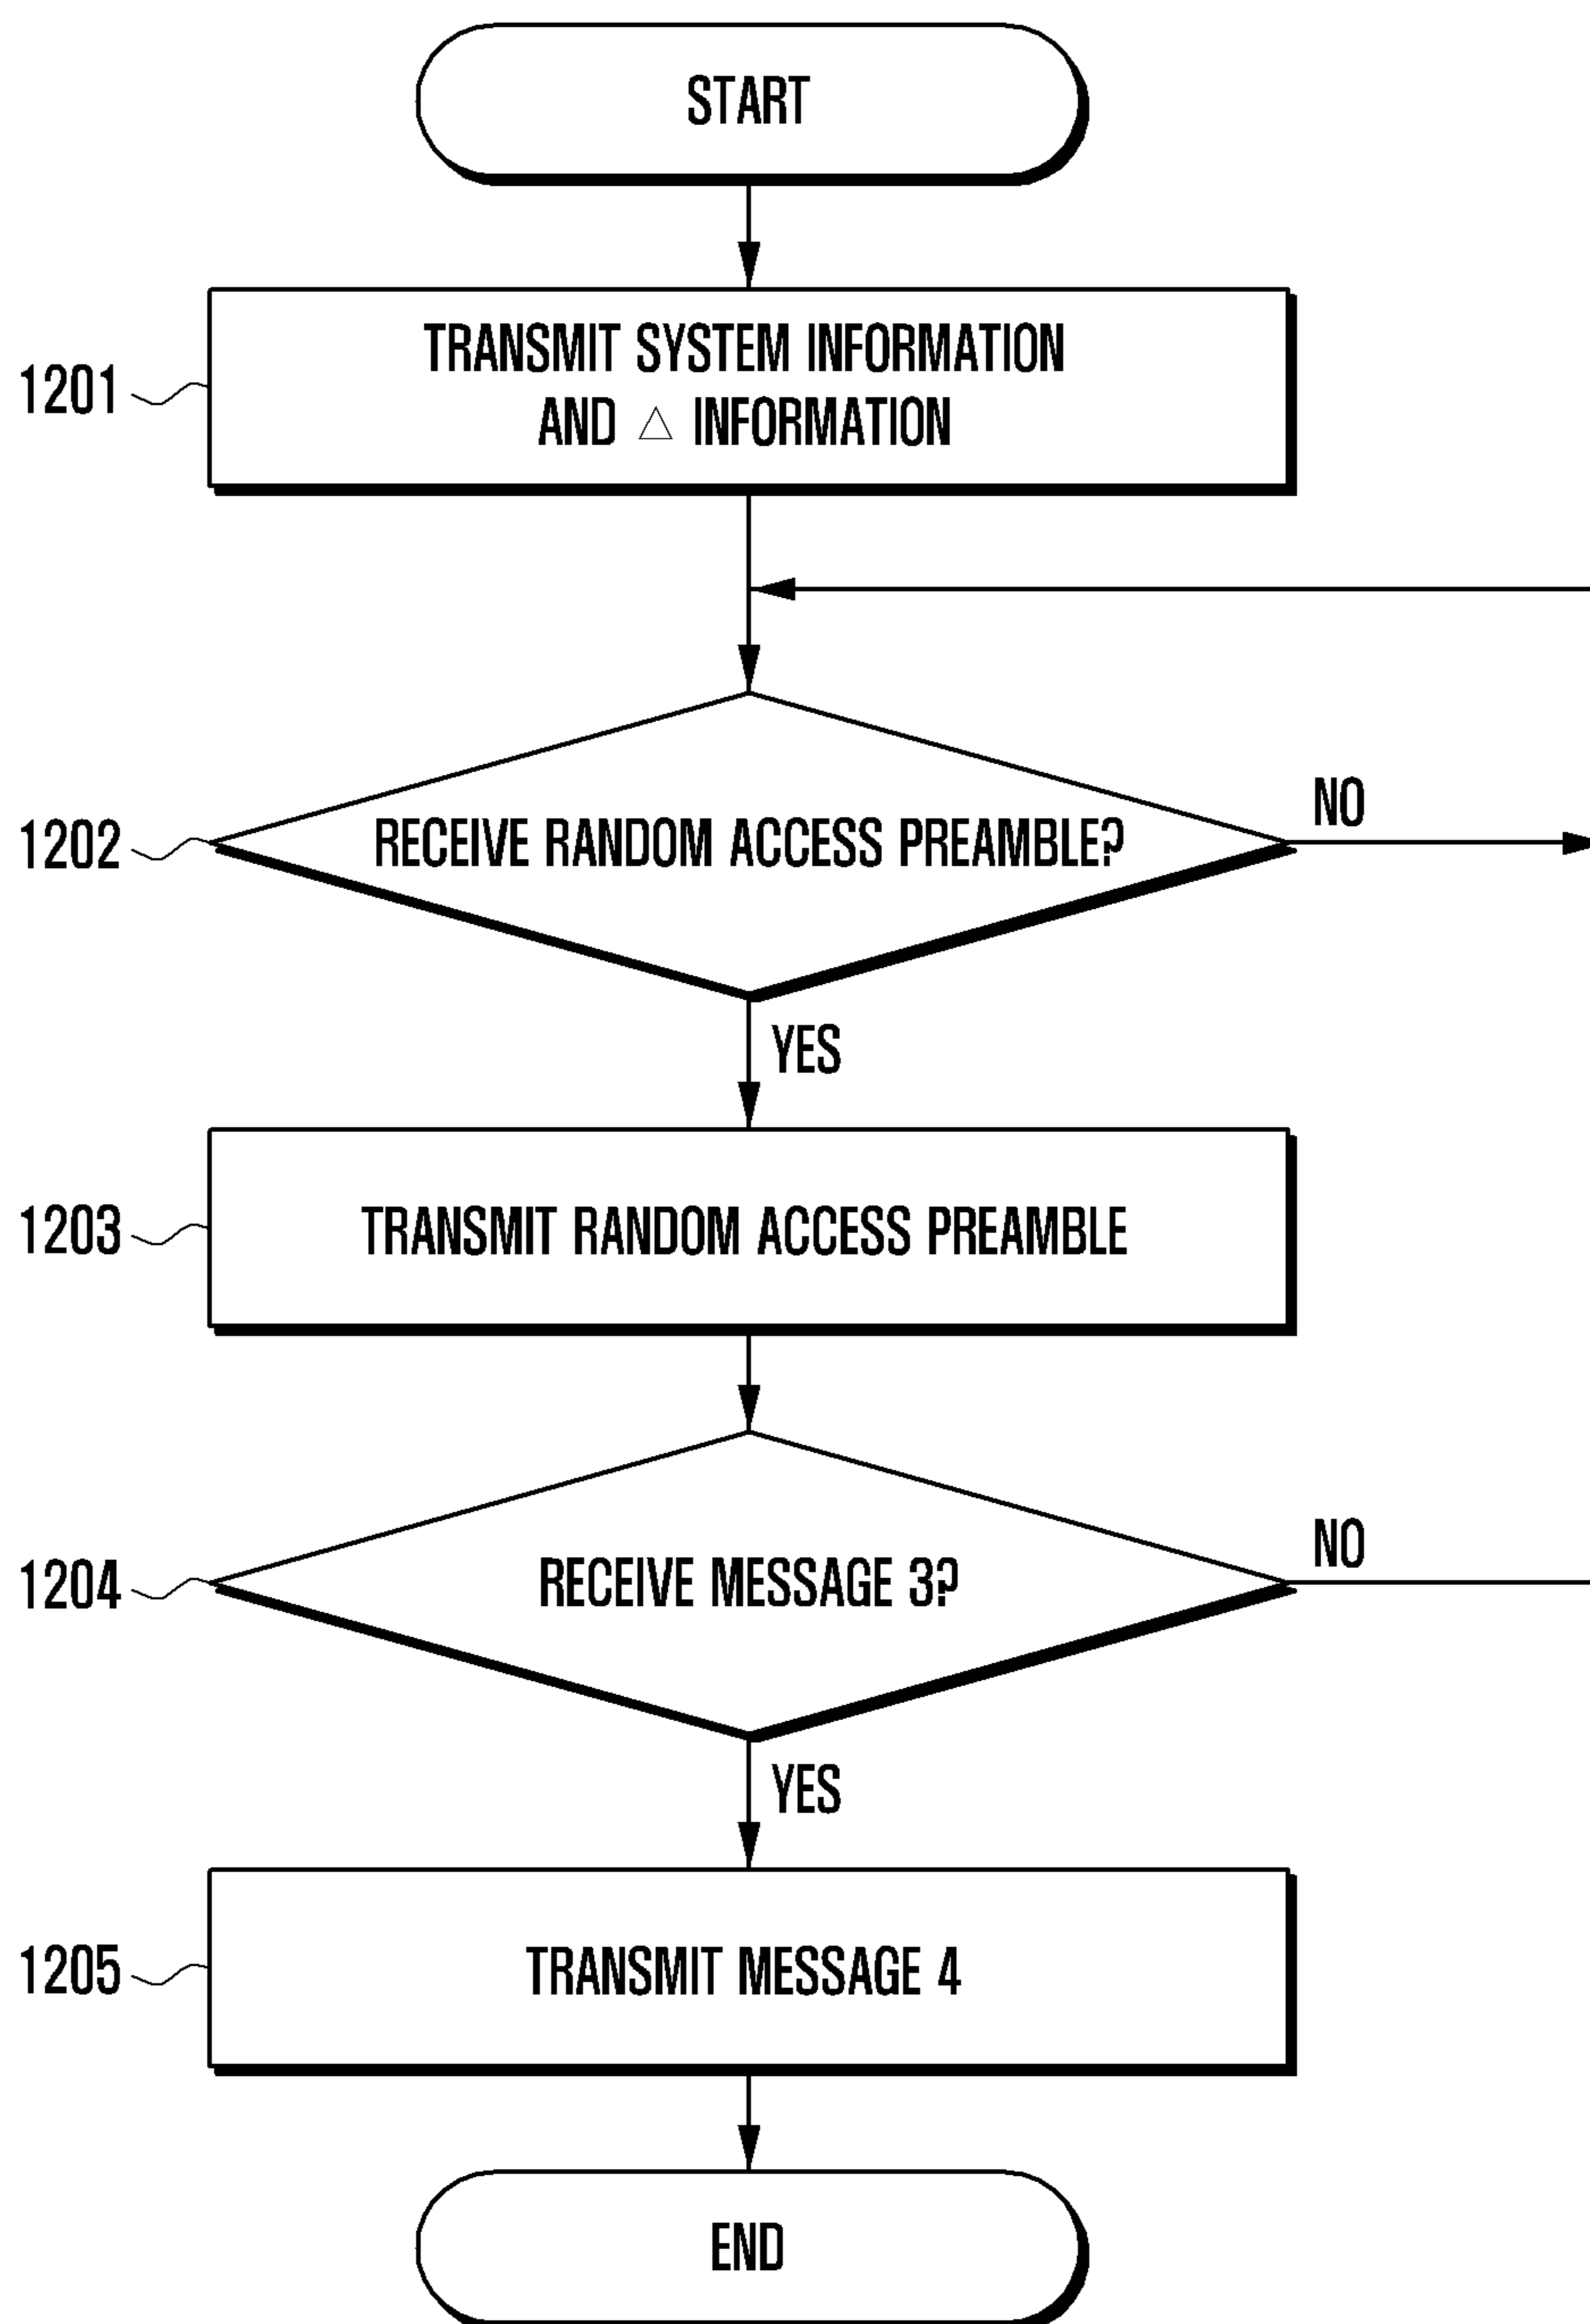 START
1201
TRANSMIT SYSTEM INFORMATION
AND △ INFORMATION
1202
RECEIVE RANDOM ACCESS PREAMBLE?
NO
YES
1203
TRANSMIT RANDOM ACCESS PREAMBLE
1204
RECEIVE MESSAGE 3?
NO
YES
1205
TRANSMIT MESSAGE 4
END